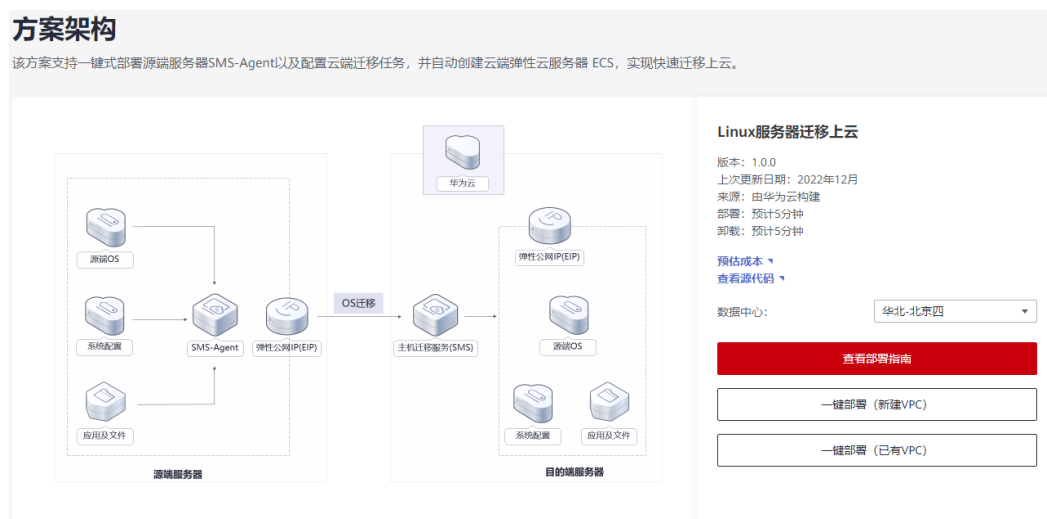 方案架构
该方案支持一键式部署源端服务器SMS-Agent以及配置云端迁移任务，并自动创建云端弹性云服务器 ECS，实现快速迁移上云。
华为云
源端OS
系统配置
应用及文件
SMS-Agent
弹性公网IP(EIP)
源端服务器
OS迁移
主机迁移服务(SMS)
弹性公网IP(EIP)
源端OS
系统配置
应用及文件
目的端服务器
Linux服务器迁移上云
版本：1.0.0
上次更新日期：2022年12月
来源：由华为云构建
部署：预计5分钟
卸载：预计5分钟
预估成本
查看源代码
数据中心：
华北-北京四
查看部署指南
一键部署（新建VPC）
一键部署（已有VPC）